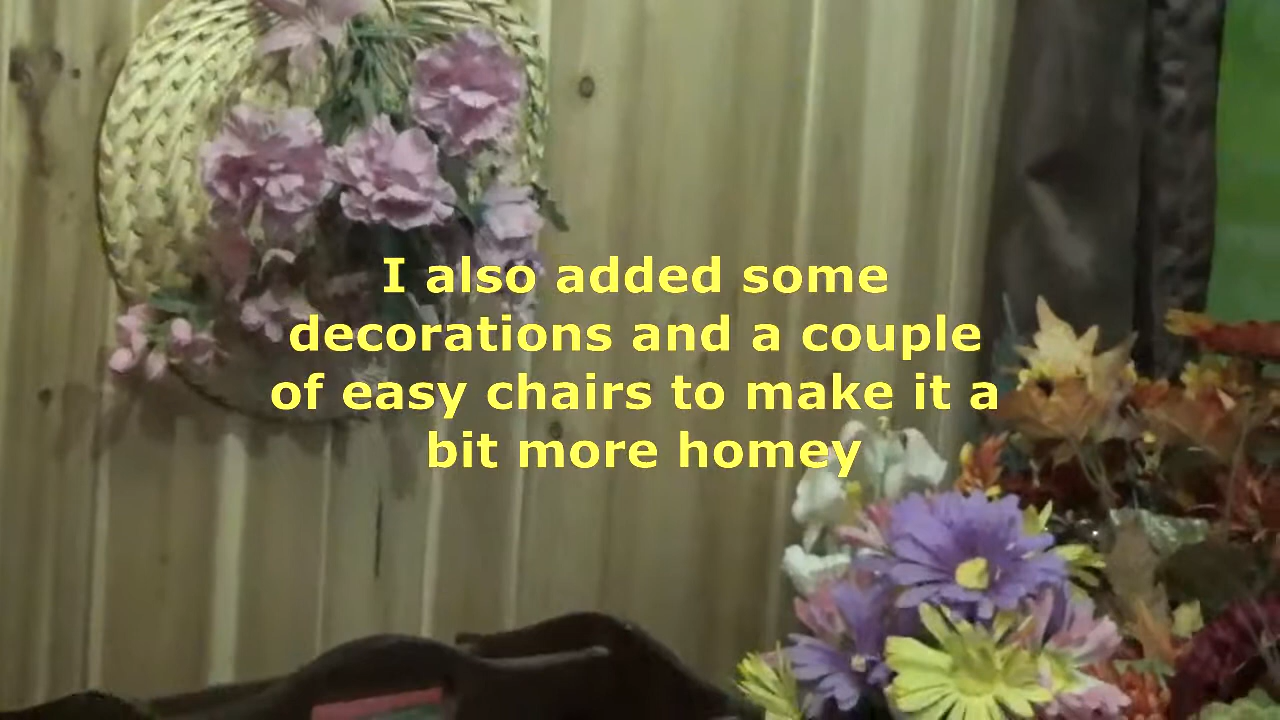 I also added some
decorations and a couple
of easy chairs to make it a
bit more homey